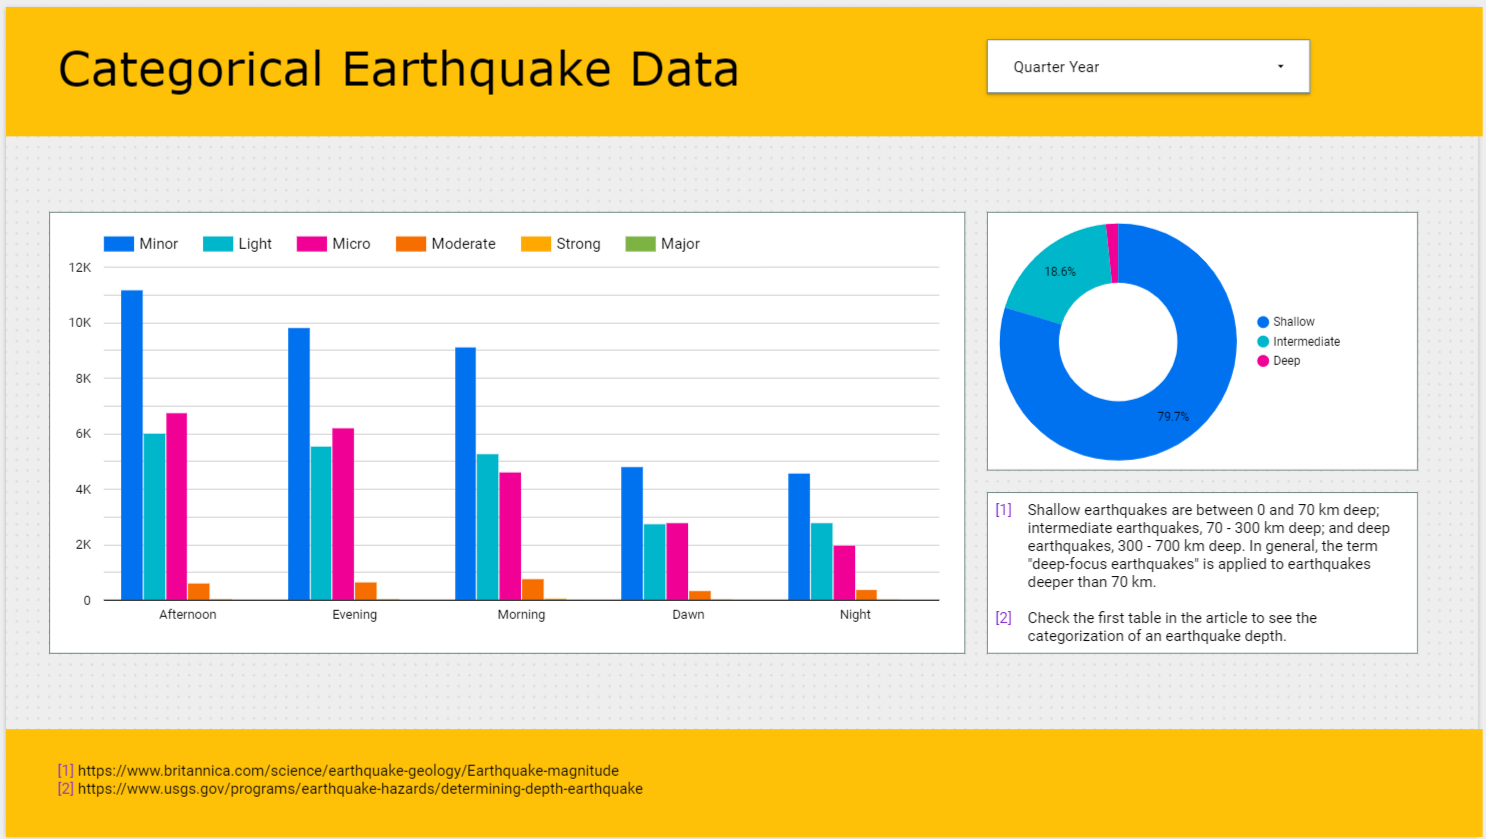 Categorical Earthquake Data
Quarter Year
Minor Light Micro Moderate Strong Major
12K
10K
8K
6K
4K
2K
0
Afternoon Evening Morning Dawn Night
18.6%
79.7%
Shallow
Intermediate
Deep
[1] Shallow earthquakes are between 0 and 70 km deep;
intermediate earthquakes, 70 - 300 km deep; and deep
earthquakes, 300 - 700 km deep. In general, the term
"deep-focus earthquakes" is applied to earthquakes
deeper than 70 km.
[2] Check the first table in the article to see the
categorization of an earthquake depth.
[1] https://www.britannica.com/science/earthquake-geology/Earthquake-magnitude
[2] https://www.usgs.gov/programs/earthquake-hazards/determining-depth-earthquake